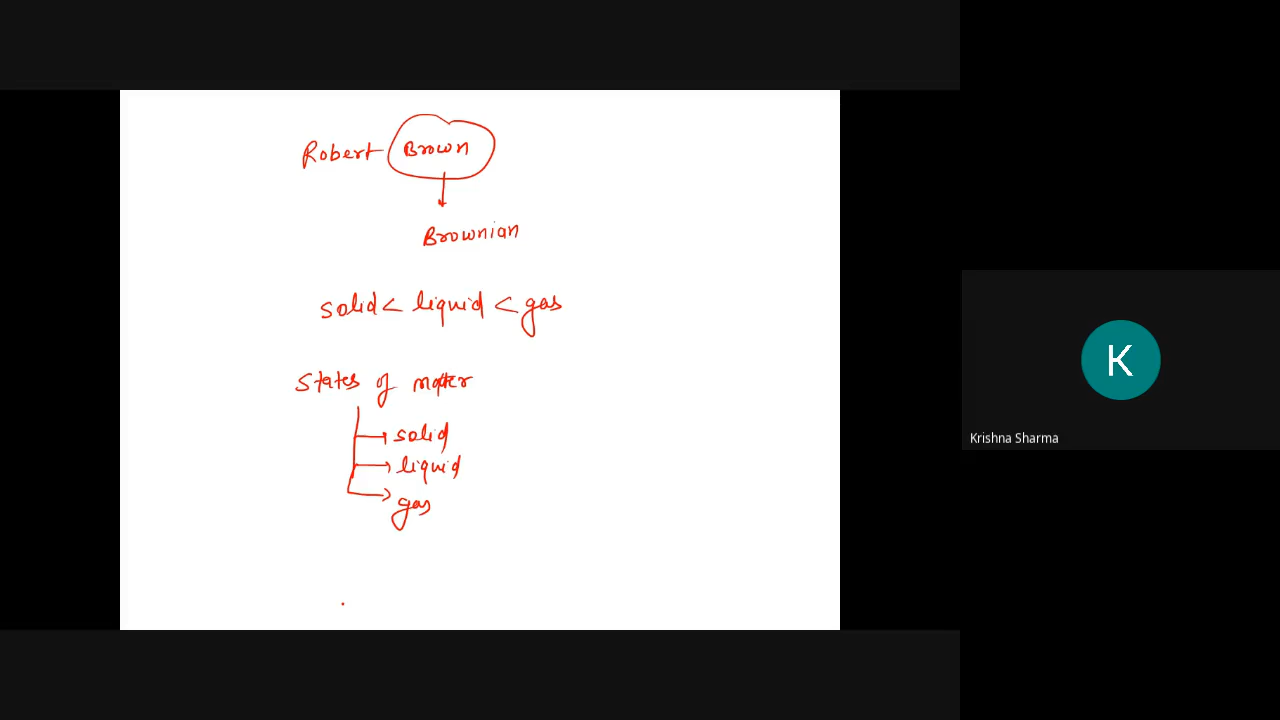 Robert Brown
Brownian
solid < liquid < gas
States of matter
solid
liquid
gas
K
Krishna Sharma